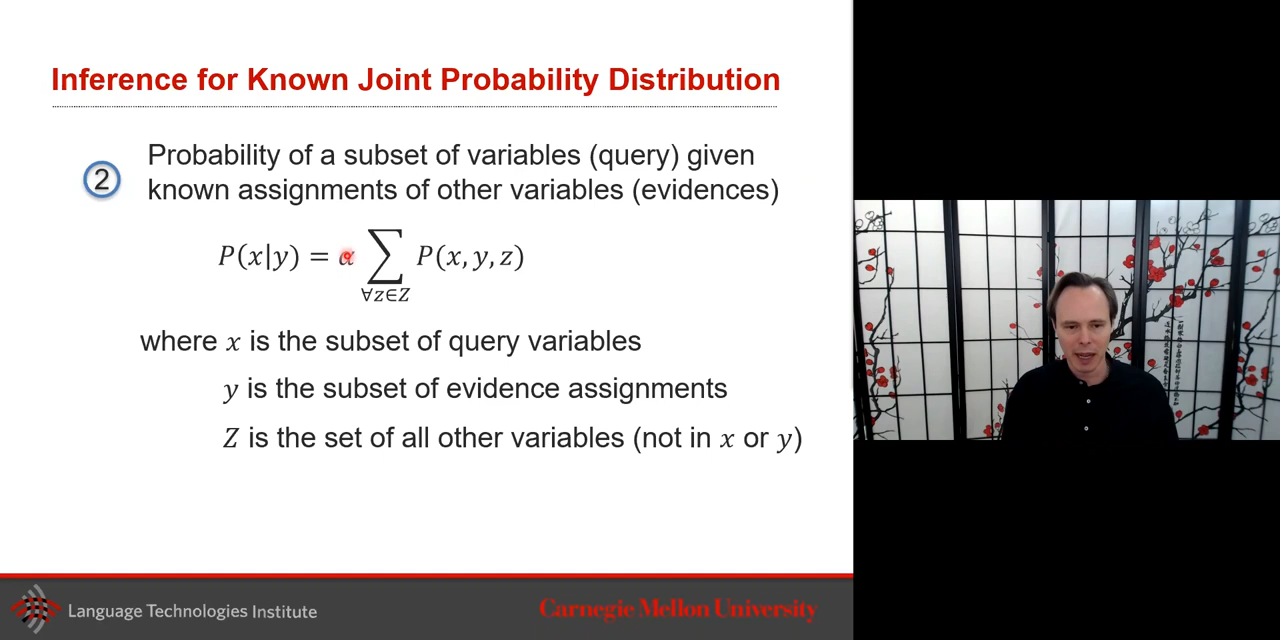 Inference for Known Joint Probability Distribution
2
Probability of a subset of variables (query) given
known assignments of other variables (evidences)
P(x|y) = α ∑ P(x, y, z)
∀z∈Z
where x is the subset of query variables
y is the subset of evidence assignments
Z is the set of all other variables (not in x or y)
Language Technologies Institute
Carnegie Mellon University